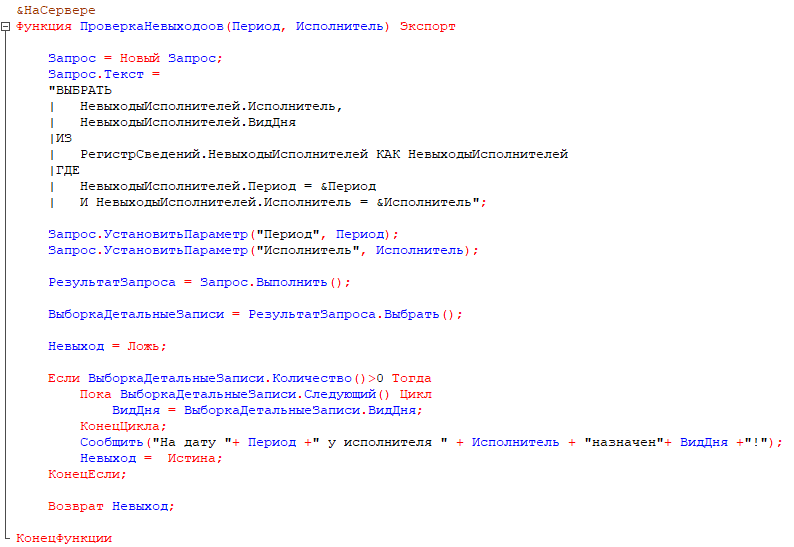 &НаСервере
Функция ПроверкаНевыходоов(Период, Исполнитель) Экспорт
Запрос = Новый Запрос;
Запрос.Текст =
"ВЫБРАТЬ
|   НевыходыИсполнителей.Исполнитель,
|   НевыходыИсполнителей.ВидДня
|ИЗ
|   РегистрСведений.НевыходыИсполнителей КАК НевыходыИсполнителей
|ГДЕ
|   НевыходыИсполнителей.Период = &Период
|   И НевыходыИсполнителей.Исполнитель = &Исполнитель";
Запрос.УстановитьПараметр("Период", Период);
Запрос.УстановитьПараметр("Исполнитель", Исполнитель);
РезультатЗапроса = Запрос.Выполнить();
ВыборкаДетальныеЗаписи = РезультатЗапроса.Выбрать();
Невыход = Ложь;
Если ВыборкаДетальныеЗаписи.Количество()>0 Тогда
Пока ВыборкаДетальныеЗаписи.Следующий() Цикл
ВидДня = ВыборкаДетальныеЗаписи.ВидДня;
КонецЦикла;
Сообщить("На дату "+ Период +" у исполнителя " + Исполнитель + "назначен"+ ВидДня +"!");
Невыход =  Истина;
КонецЕсли;
Возврат Невыход;
КонецФункции